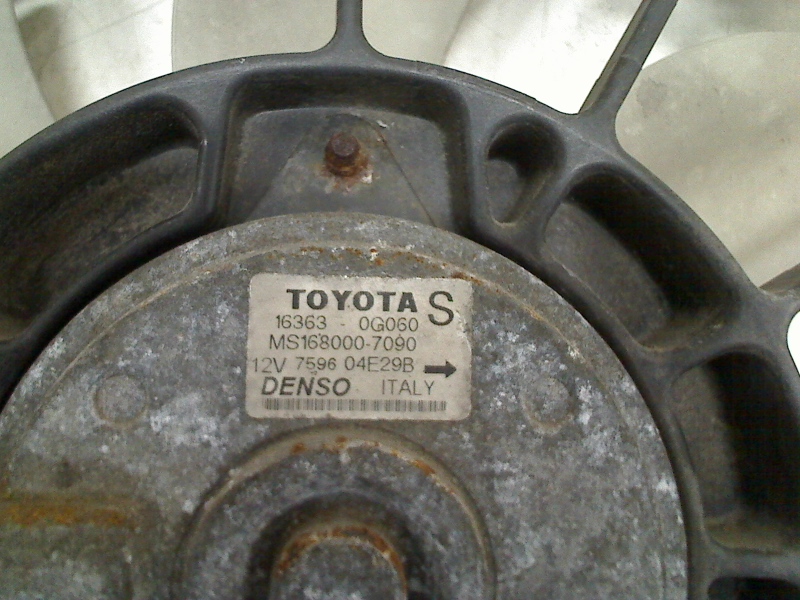 TOYOTA S
16363 - 0G060
MS168000-7090
12V 7596 04E29B
DENSO ITALY